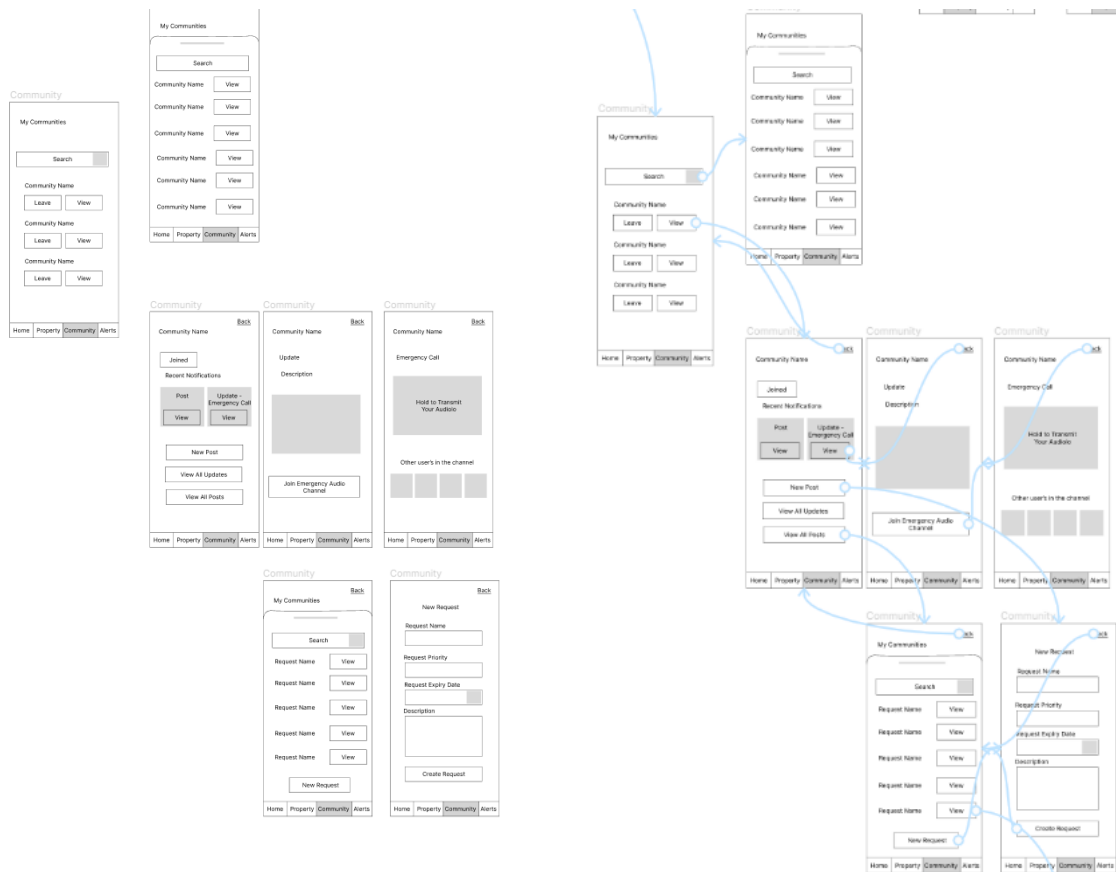 My Communities
Search
Community Name View
Community Name View
Community Name View
Community Name View
Community Name View
Community Name View
Home Property Community Alerts
Community
My Communities
Search
Community Name
Leave View
Community Name
Leave View
Community Name
Leave View
Home Property Community Alerts
Community
Back
Community Name
Joined
Recent Notifications
Post
View
Update -
Emergency Call
View
New Post
View All Updates
View All Posts
Home Property Community Alerts
Community
Back
Community Name
Update
Description
Join Emergency Audio
Channel
Home Property Community Alerts
Community
Back
Community Name
Emergency Call
Hold to Transmit
Your Audiolo
Other user's in the channel
Home Property Community Alerts
Community
Back
My Communities
Search
Request Name View
Request Name View
Request Name View
Request Name View
Request Name View
New Request
Home Property Community Alerts
Community
Back
New Request
Request Name
Request Priority
Request Expiry Date
Description
Create Request
Home Property Community Alerts
My Communities
Search
Community Name View
Community Name View
Community Name View
Community Name View
Community Name View
Community Name View
Home Property Community Alerts
Community
My Communities
Search
Community Name
Leave View
Community Name
Leave View
Community Name
Leave View
Home Property Community Alerts
Community
Back
Community Name
Joined
Recent Notifications
Post
View
Update -
Emergency Call
View
New Post
View All Updates
View All Posts
Home Property Community Alerts
Community
Back
Community Name
Update
Description
Join Emergency Audio
Channel
Home Property Community Alerts
Community
Back
Community Name
Emergency Call
Hold to Transmit
Your Audiolo
Other user's in the channel
Home Property Community Alerts
Community
Back
My Communities
Search
Request Name View
Request Name View
Request Name View
Request Name View
Request Name View
New Request
Home Property Community Alerts
Community
Back
New Request
Request Name
Request Priority
Request Expiry Date
Description
Create Request
Home Property Community Alerts